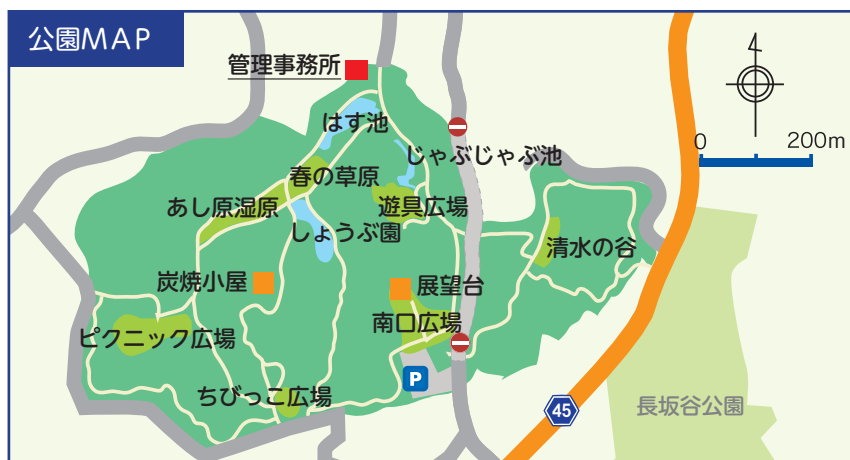 公園MAP
管理事務所
0 200m
はす池
じゃぶじゃぶ池
春の草原
あし原湿原
遊具広場
しょうぶ園
清水の谷
炭焼小屋
展望台
南口広場
ピクニック広場
P
ちびっこ広場
45
長坂谷公園